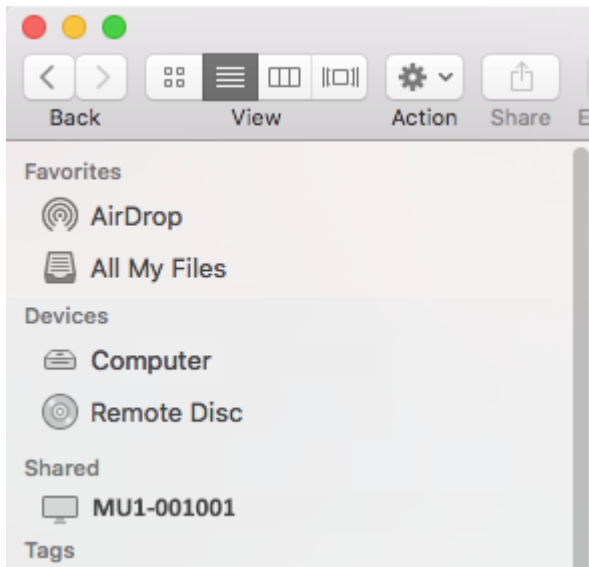 Back View Action Share E
Favorites
AirDrop
All My Files
Devices
Computer
Remote Disc
Shared
MU1-001001
Tags